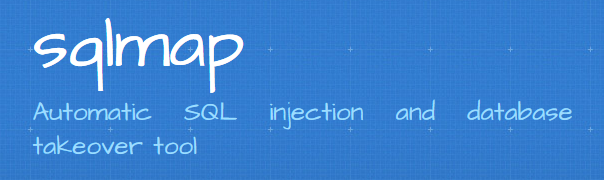 sqlmap
Automatic SQL injection and database
takeover tool